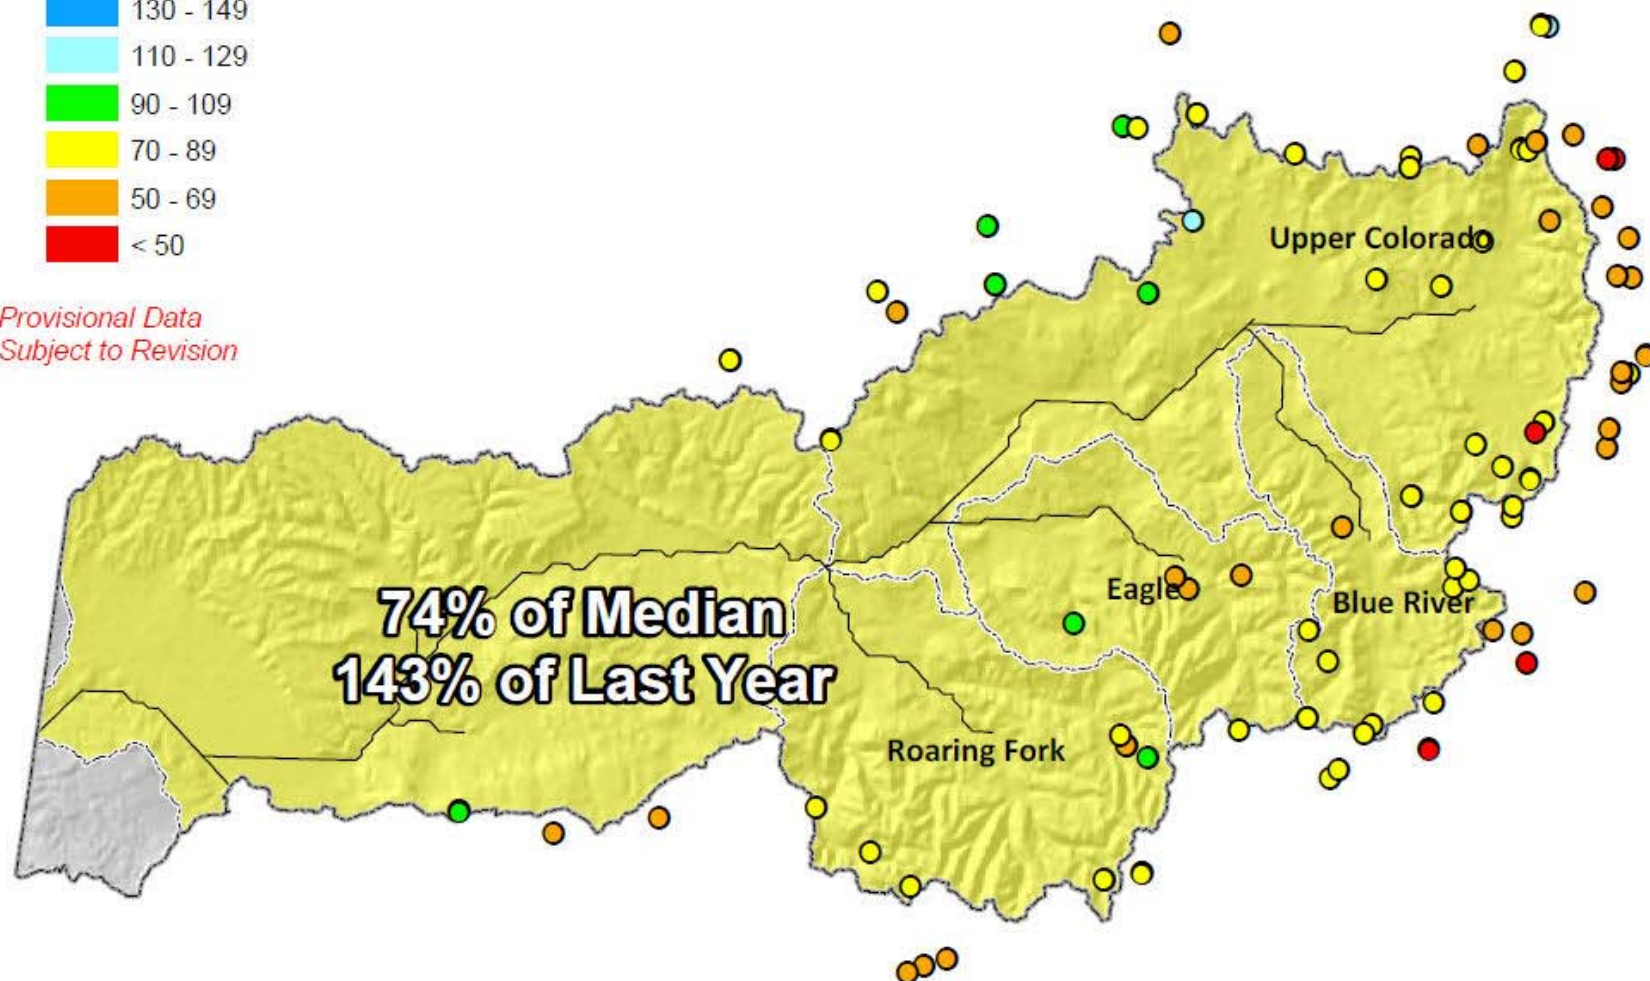 130 - 149
110 - 129
90 - 109
70 - 89
50 - 69
< 50
Provisional Data
Subject to Revision
Upper Colorado
74% of Median
143% of Last Year
Eagle
Blue River
Roaring Fork